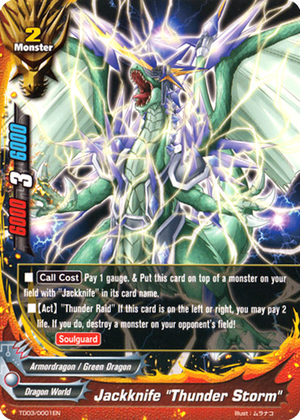 2
Monster
6000
3
6000
■ Call Cost Pay 1 gauge, & Put this card on top of a monster on your
field with "Jackknife" in its card name.
■【Act】 "Thunder Raid" If this card is on the left or right, you may pay 2
life. If you do, destroy a monster on your opponent's field!
Soulguard
Armordragon / Green Dragon
Dragon World
Jackknife "Thunder Storm"
TD03/0001EN
Illust : ムラナコ